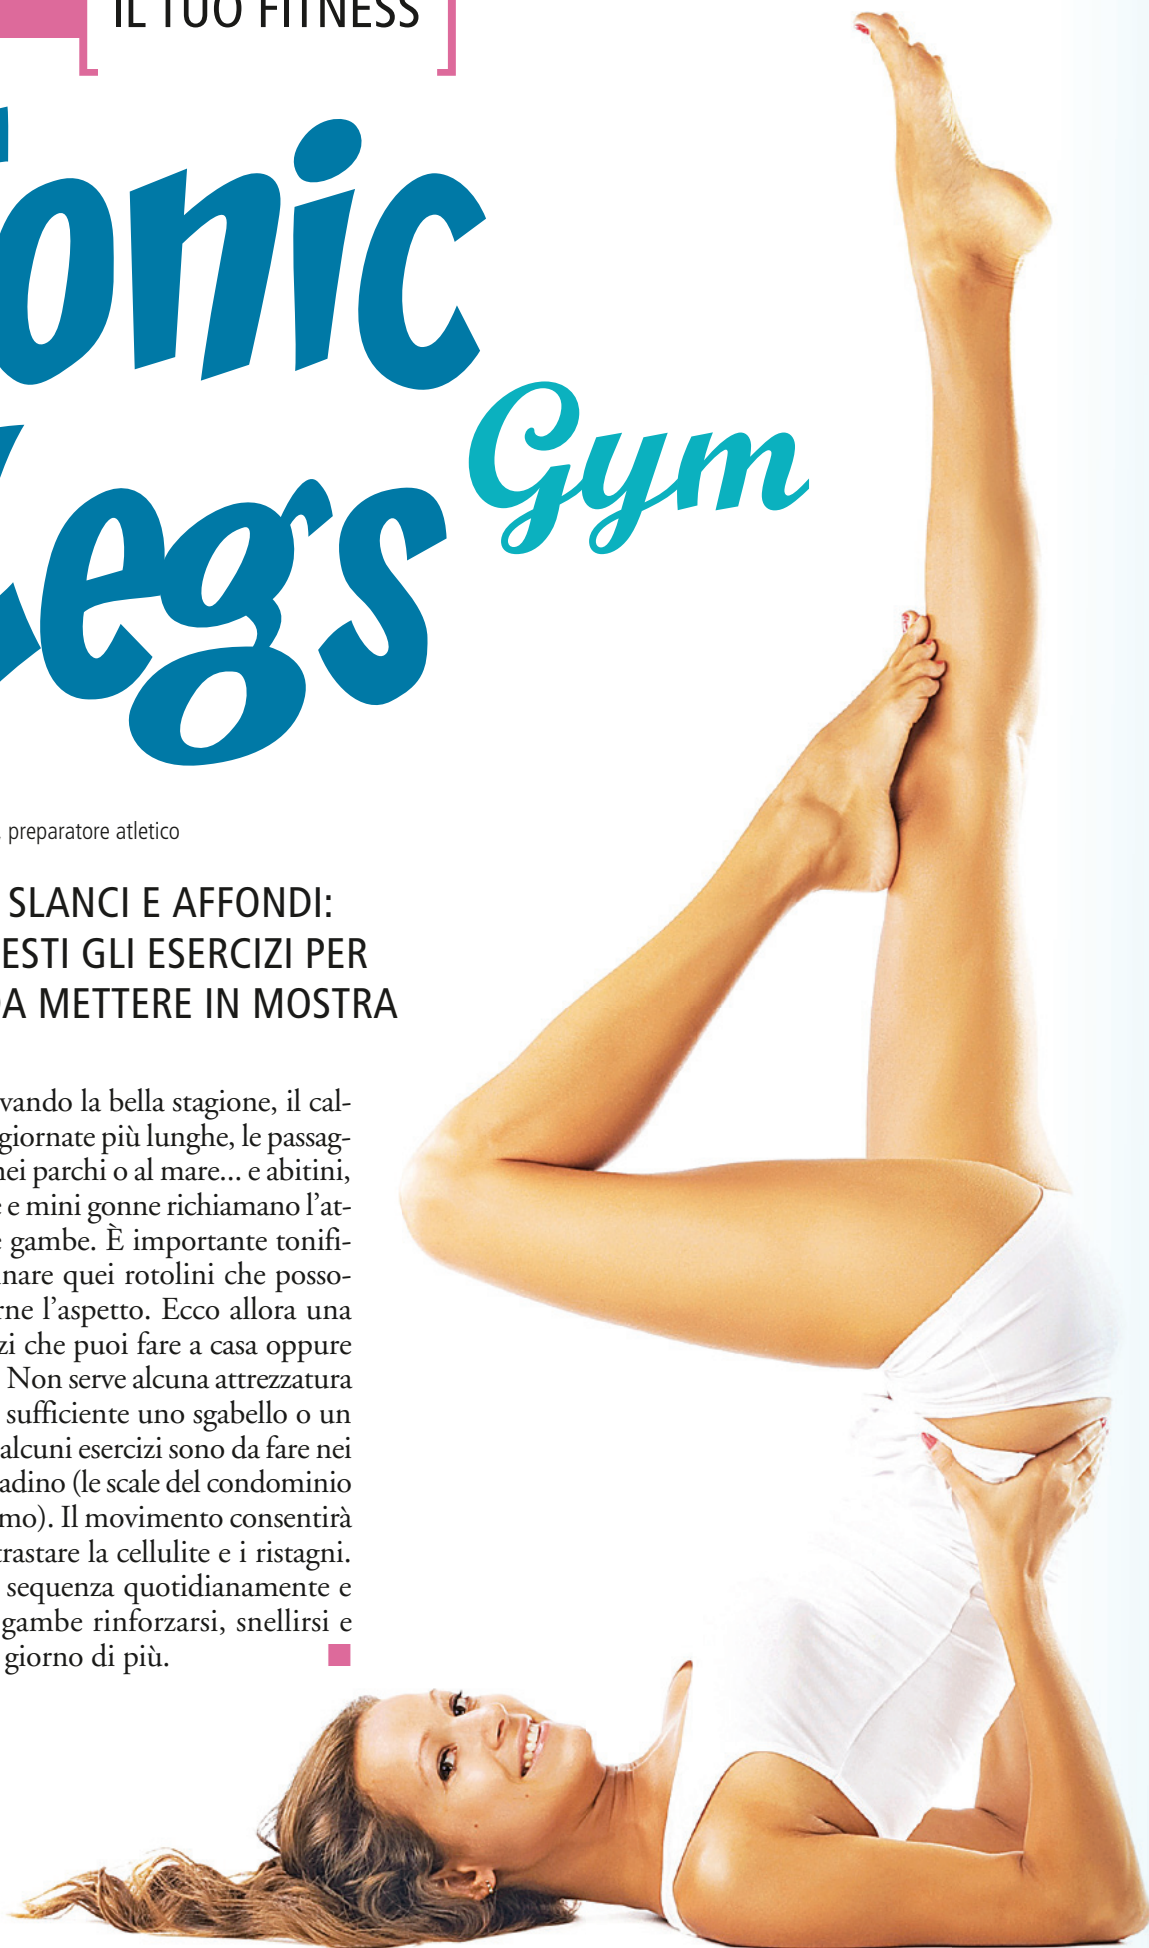 IL TUO FITNESS
onic
Legs
Gym
preparatore atletico
SLANCI E AFFONDI:
ESTI GLI ESERCIZI PER
DA METTERE IN MOSTRA
vando la bella stagione, il cal-
giornate più lunghe, le passag-
nei parchi o al mare... e abitini,
e e mini gonne richiamano l'at-
e gambe. È importante tonifi-
nare quei rotolini che posso-
rne l'aspetto. Ecco allora una
zi che puoi fare a casa oppure
Non serve alcuna attrezzatura
sufficiente uno sgabello o un
alcuni esercizi sono da fare nei
adino (le scale del condominio
mo). Il movimento consentirà
trastare la cellulite e i ristagni.
sequenza quotidianamente e
gambe rinforzarsi, snellirsi e
giorno di più.